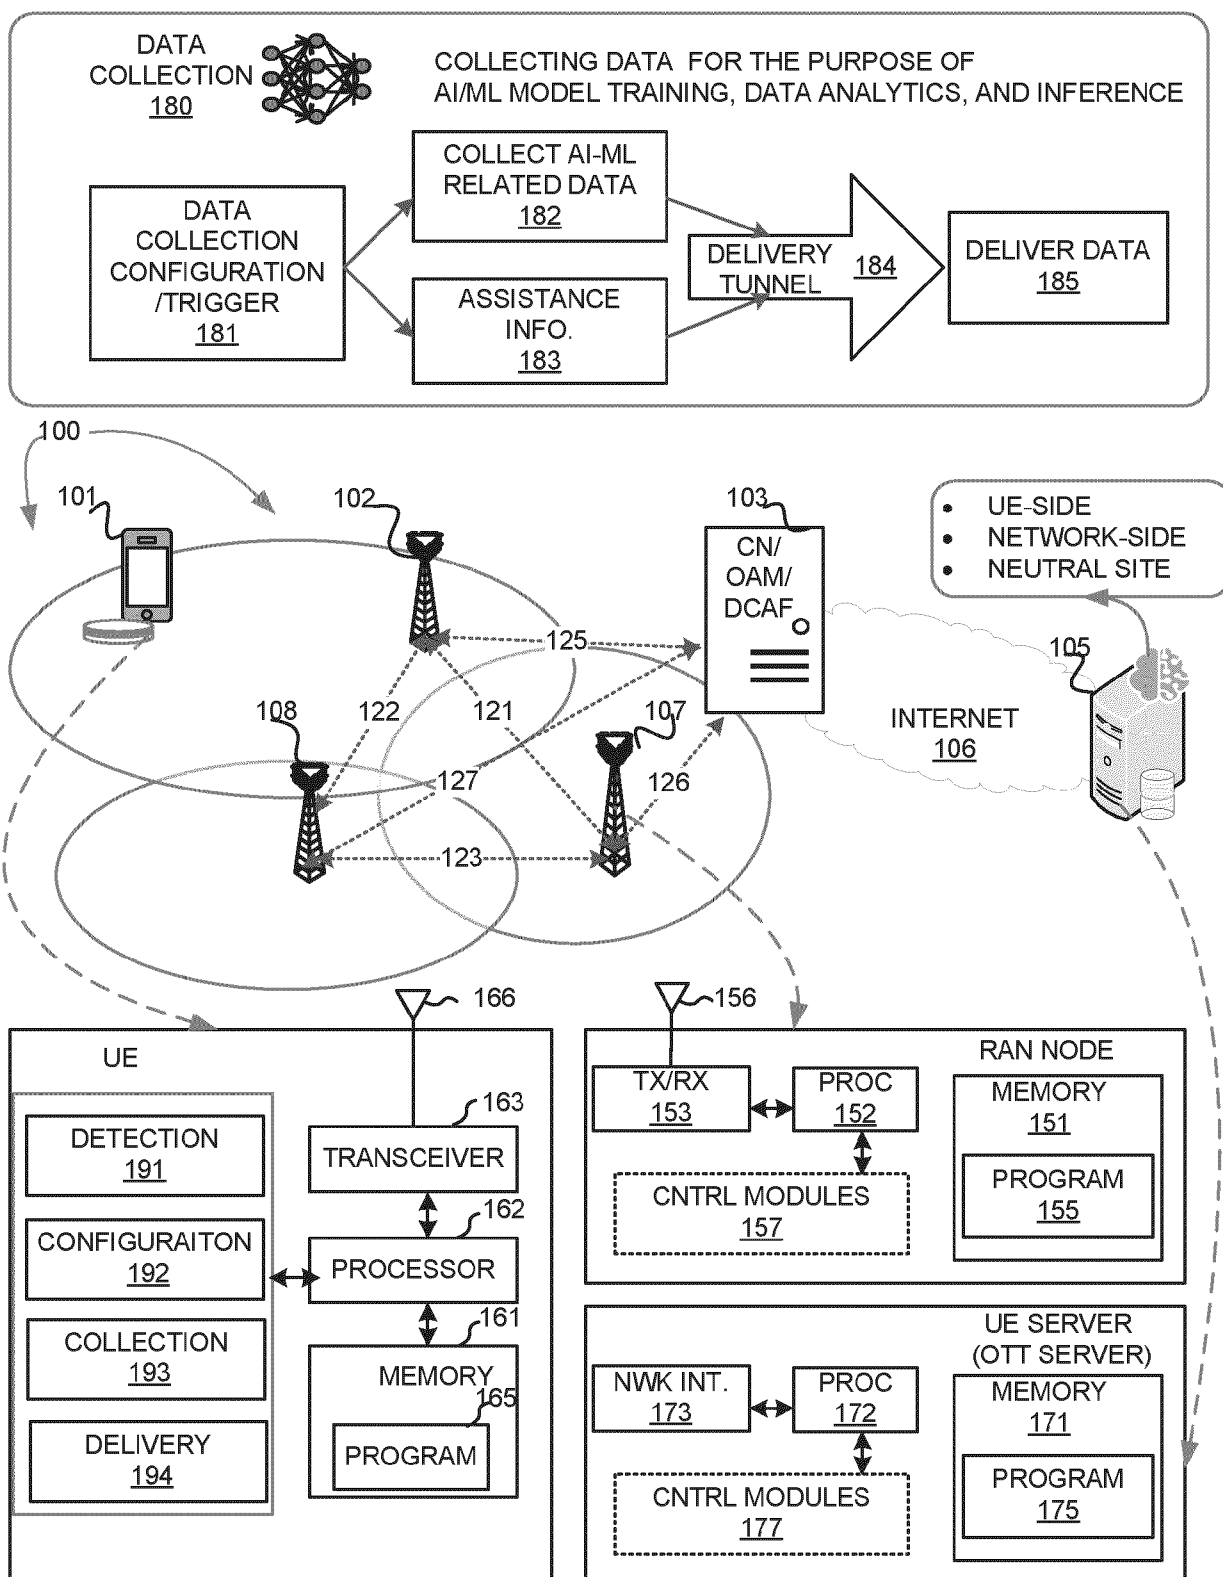 DATA
COLLECTION
180
COLLECTING DATA FOR THE PURPOSE OF
AI/ML MODEL TRAINING, DATA ANALYTICS, AND INFERENCE
DATA
COLLECTION
CONFIGURATION
/TRIGGER
181
COLLECT AI-ML
RELATED DATA
182
ASSISTANCE
INFO.
183
DELIVERY
TUNNEL
184
DELIVER DATA
185
100
101
102
103
CN/
OAM/
DCAF
• UE-SIDE
• NETWORK-SIDE
• NEUTRAL SITE
105
125
108
122
121
107
INTERNET
106
127
126
123
166
156
UE
DETECTION
191
CONFIGURAITON
192
COLLECTION
193
DELIVERY
194
163
TRANSCEIVER
162
PROCESSOR
161
MEMORY
165
PROGRAM
RAN NODE
TX/RX
153
PROC
152
MEMORY
151
PROGRAM
155
CNTRL MODULES
157
UE SERVER
(OTT SERVER)
NWK INT.
173
PROC
172
MEMORY
171
PROGRAM
175
CNTRL MODULES
177